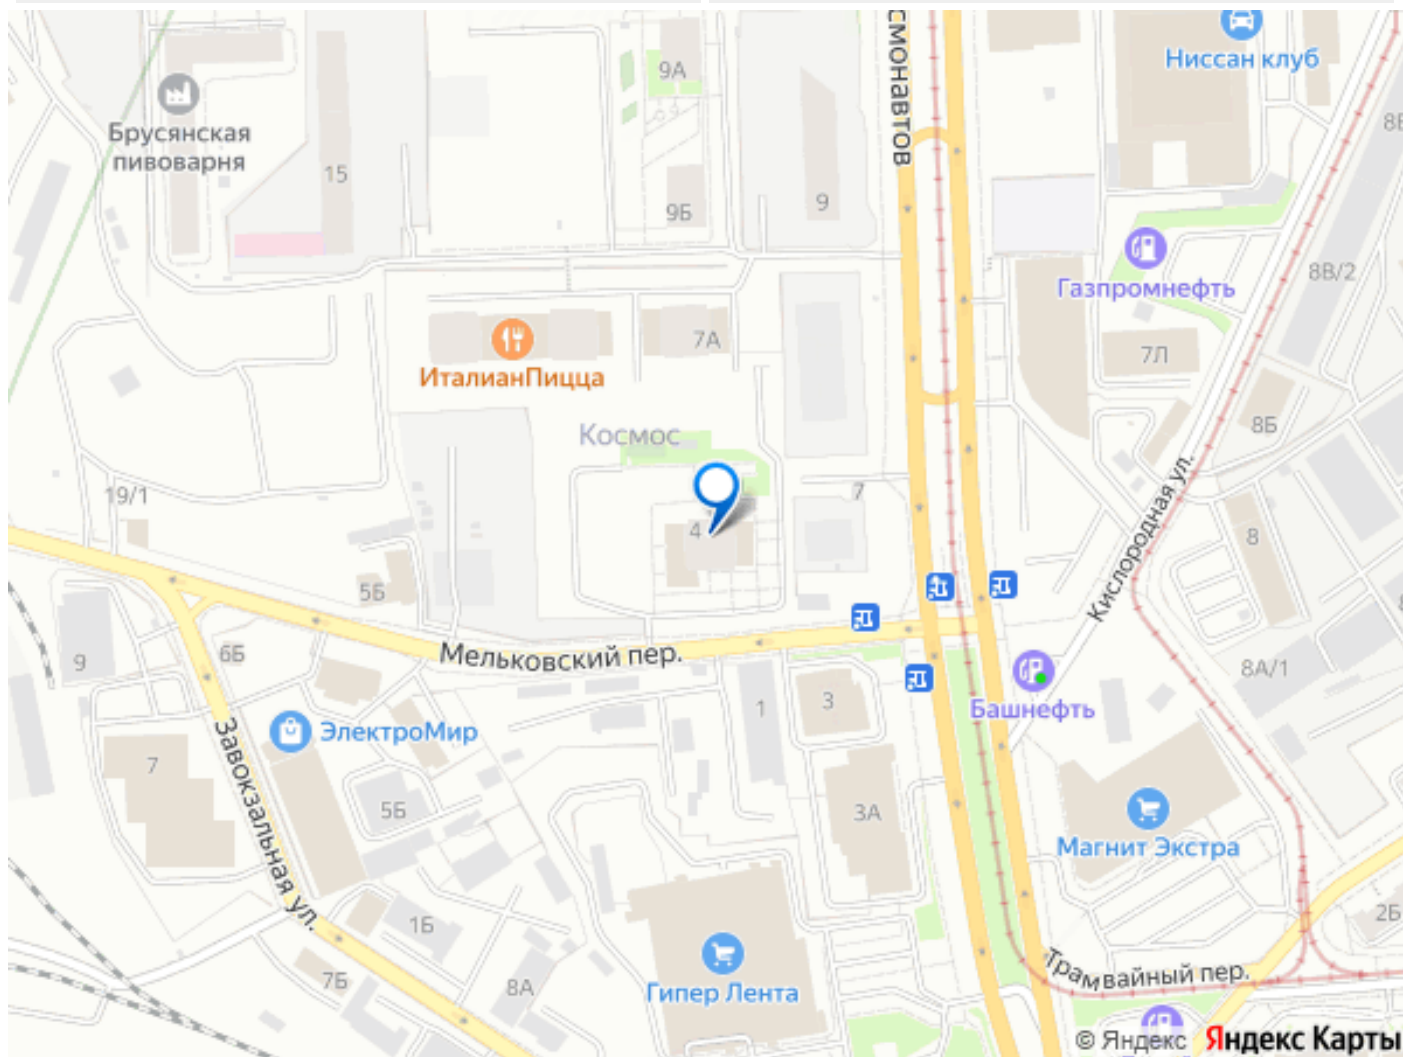 смонавтов
Ниссан клуб
9А
Брусянская
пивоварня
15
9Б
9
8В/2
Газпромнефть
7А
7Л
ИталианПицца
Космос
8Б
19/1
7
4
8
Кислородная ул.
5Б
Мельковский пер.
6Б
9
8А/1
1
3
Башнефть
ЭлектроМир
7
5Б
3А
Завокзальная ул.
Магнит Экстра
1Б
2Б
7Б
8А
Гипер Лента
Трамвайный пер.
© Яндекс Яндекс Карты